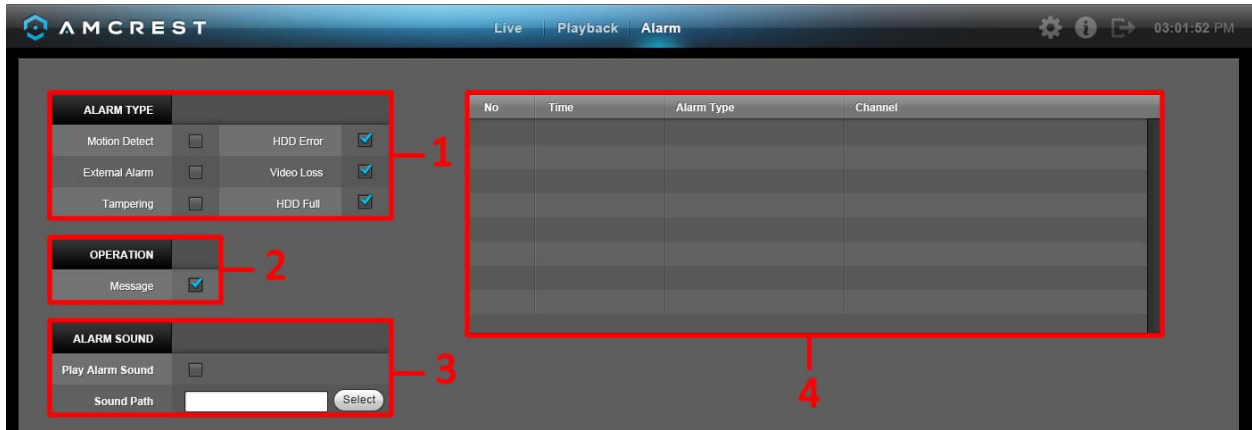 AMCREST Live Playback Alarm 03:01:52 PM
ALARM TYPE
Motion Detect HDD Error
External Alarm Video Loss
Tampering HDD Full
1
OPERATION
Message
2
ALARM SOUND
Play Alarm Sound
Sound Path Select
3
No Time Alarm Type Channel
4